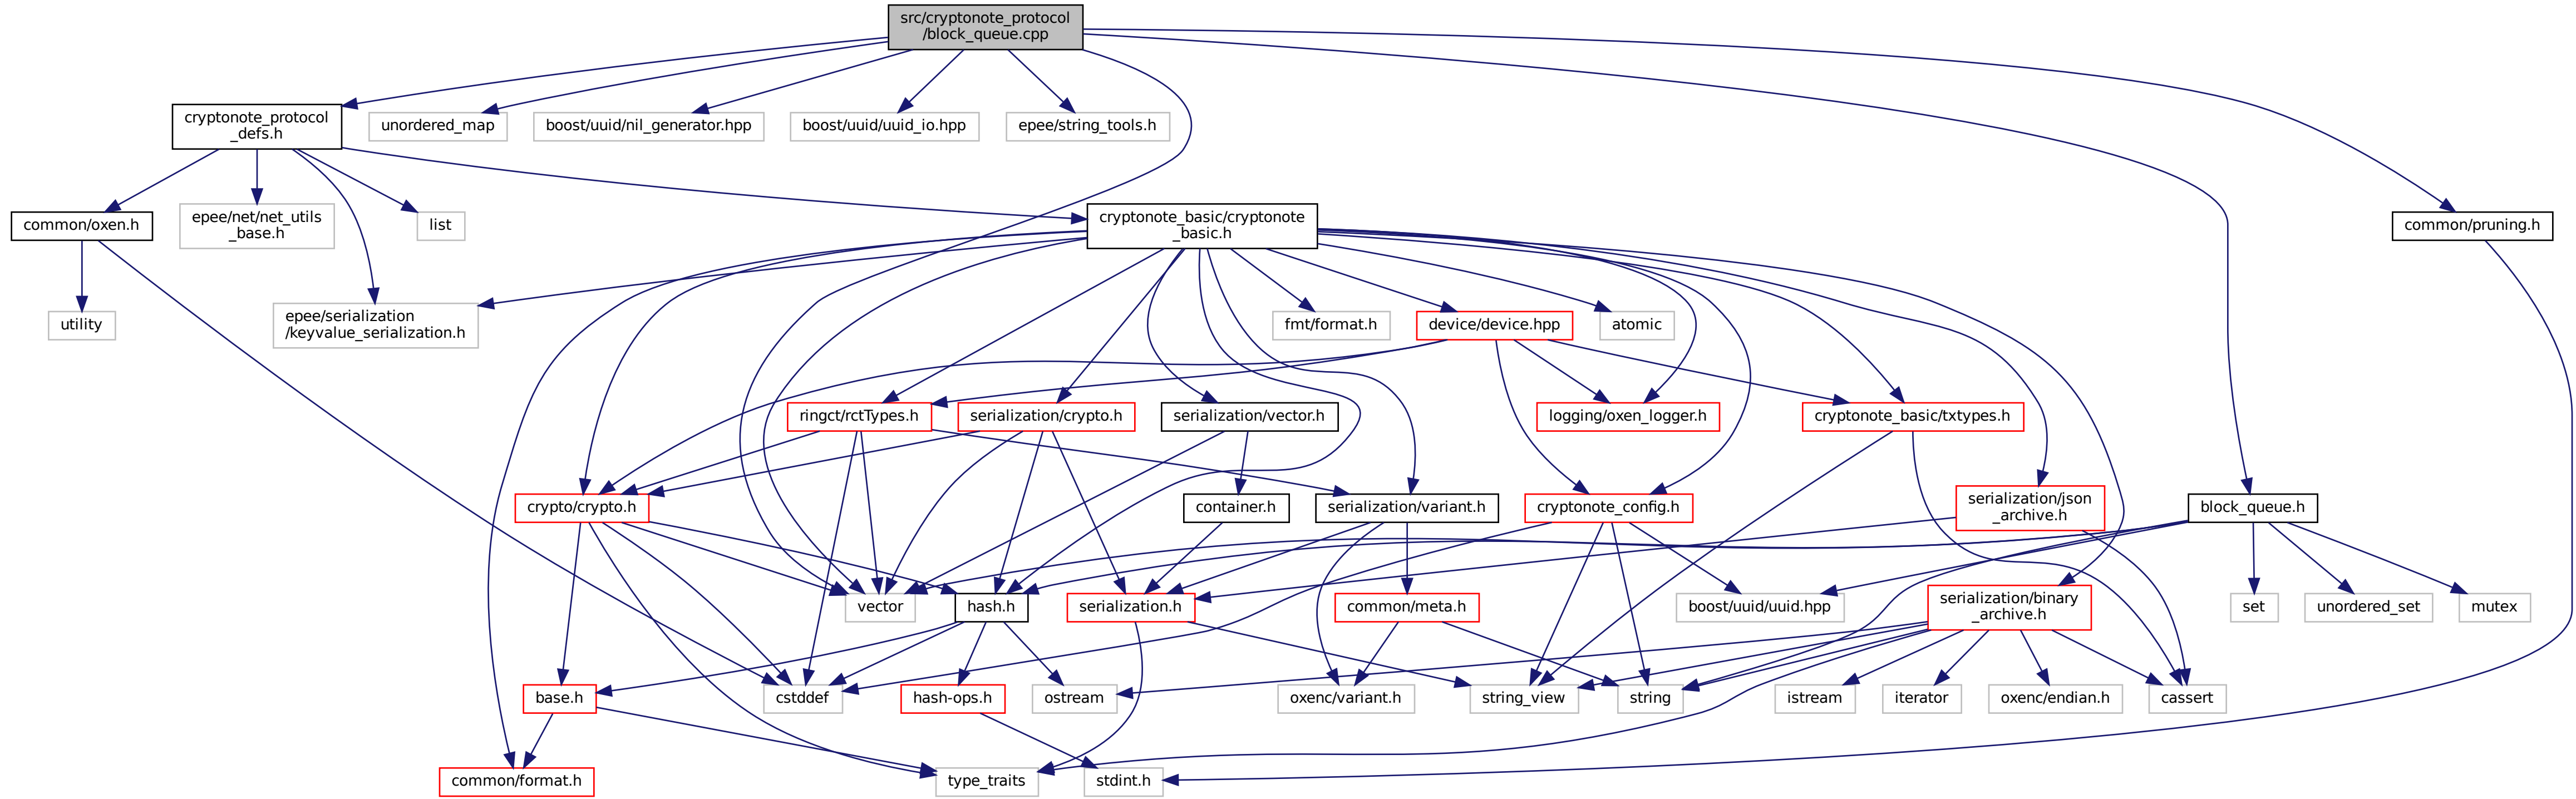 src/cryptonote_protocol
/block_queue.cpp
cryptonote_protocol
_defs.h
unordered_map
boost/uuid/nil_generator.hpp
boost/uuid/uuid_io.hpp
epee/string_tools.h
common/oxen.h
epee/net/net_utils
_base.h
list
cryptonote_basic/cryptonote
_basic.h
common/pruning.h
utility
epee/serialization
/keyvalue_serialization.h
fmt/format.h
device/device.hpp
atomic
ringct/rctTypes.h
serialization/crypto.h
serialization/vector.h
logging/oxen_logger.h
cryptonote_basic/txtypes.h
crypto/crypto.h
container.h
serialization/variant.h
cryptonote_config.h
serialization/json
_archive.h
block_queue.h
vector
hash.h
serialization.h
common/meta.h
boost/uuid/uuid.hpp
serialization/binary
_archive.h
set
unordered_set
mutex
base.h
cstddef
hash-ops.h
ostream
oxenc/variant.h
string_view
string
istream
iterator
oxenc/endian.h
cassert
common/format.h
type_traits
stdint.h